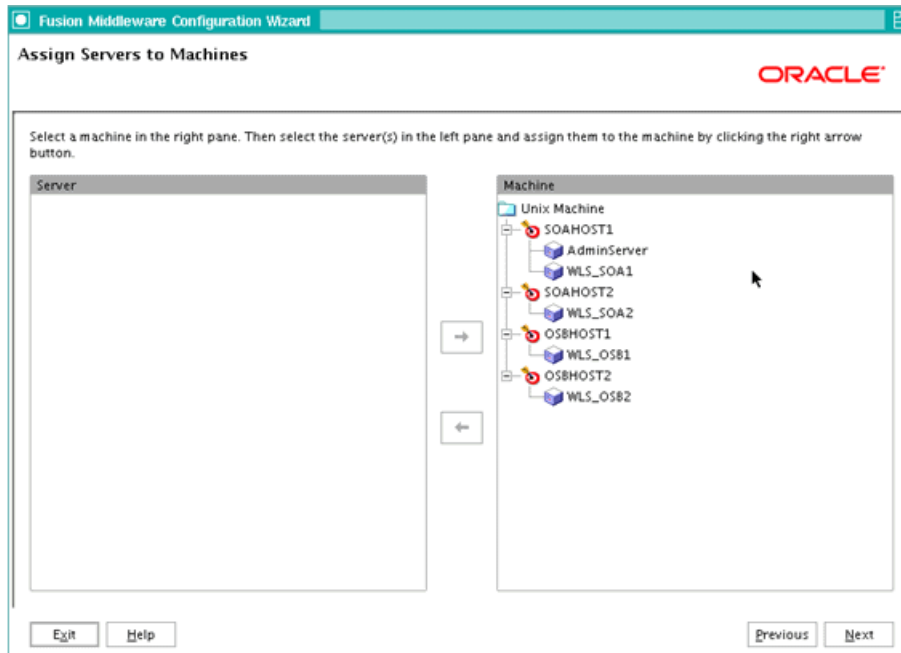 Fusion Middleware Configuration Wizard
Assign Servers to Machines
ORACLE
Select a machine in the right pane. Then select the server(s) in the left pane and assign them to the machine by clicking the right arrow
button.
Server
Machine
Unix Machine
SOAHOST1
AdminServer
WLS_SOA1
SOAHOST2
WLS_SOA2
OSBHOST1
WLS_OSB1
OSBHOST2
WLS_OSB2
Exit
Help
Previous
Next